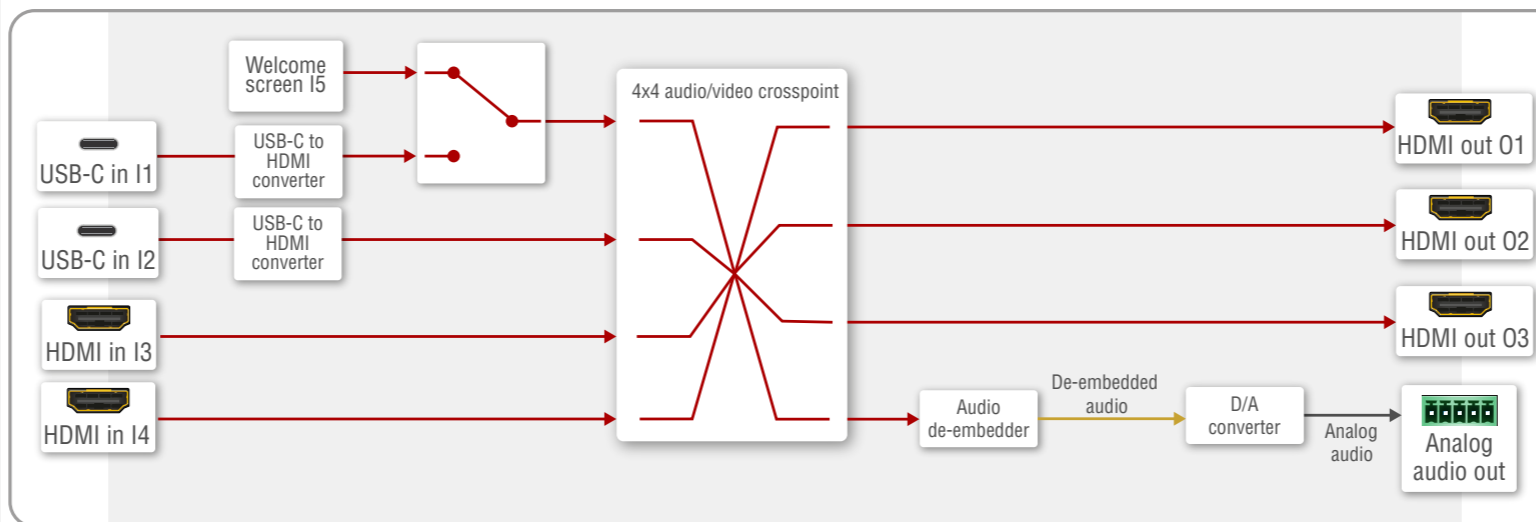 Welcome
screen I5
4x4 audio/video crosspoint
USB-C in I1
USB-C to
HDMI
converter
HDMI out O1
USB-C in I2
USB-C to
HDMI
converter
HDMI out O2
HDMI in I3
HDMI out O3
HDMI in I4
Audio
de-embedder
De-embedded
audio
D/A
converter
Analog
audio
Analog
audio out